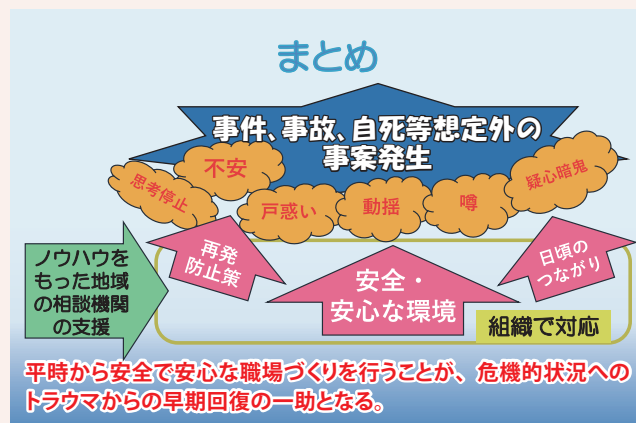 まとめ
事件、事故、自死等想定外の
事案発生
思考停止
不安
戸惑い
動揺
噂
疑心暗鬼
ノウハウを
もった地域
の相談機関
の支援
再発
防止策
安全・
安心な環境
日頃の
つながり
組織で対応
平時から安全で安心な職場づくりを行うことが、危機的状況への
トラウマからの早期回復の一助となる。